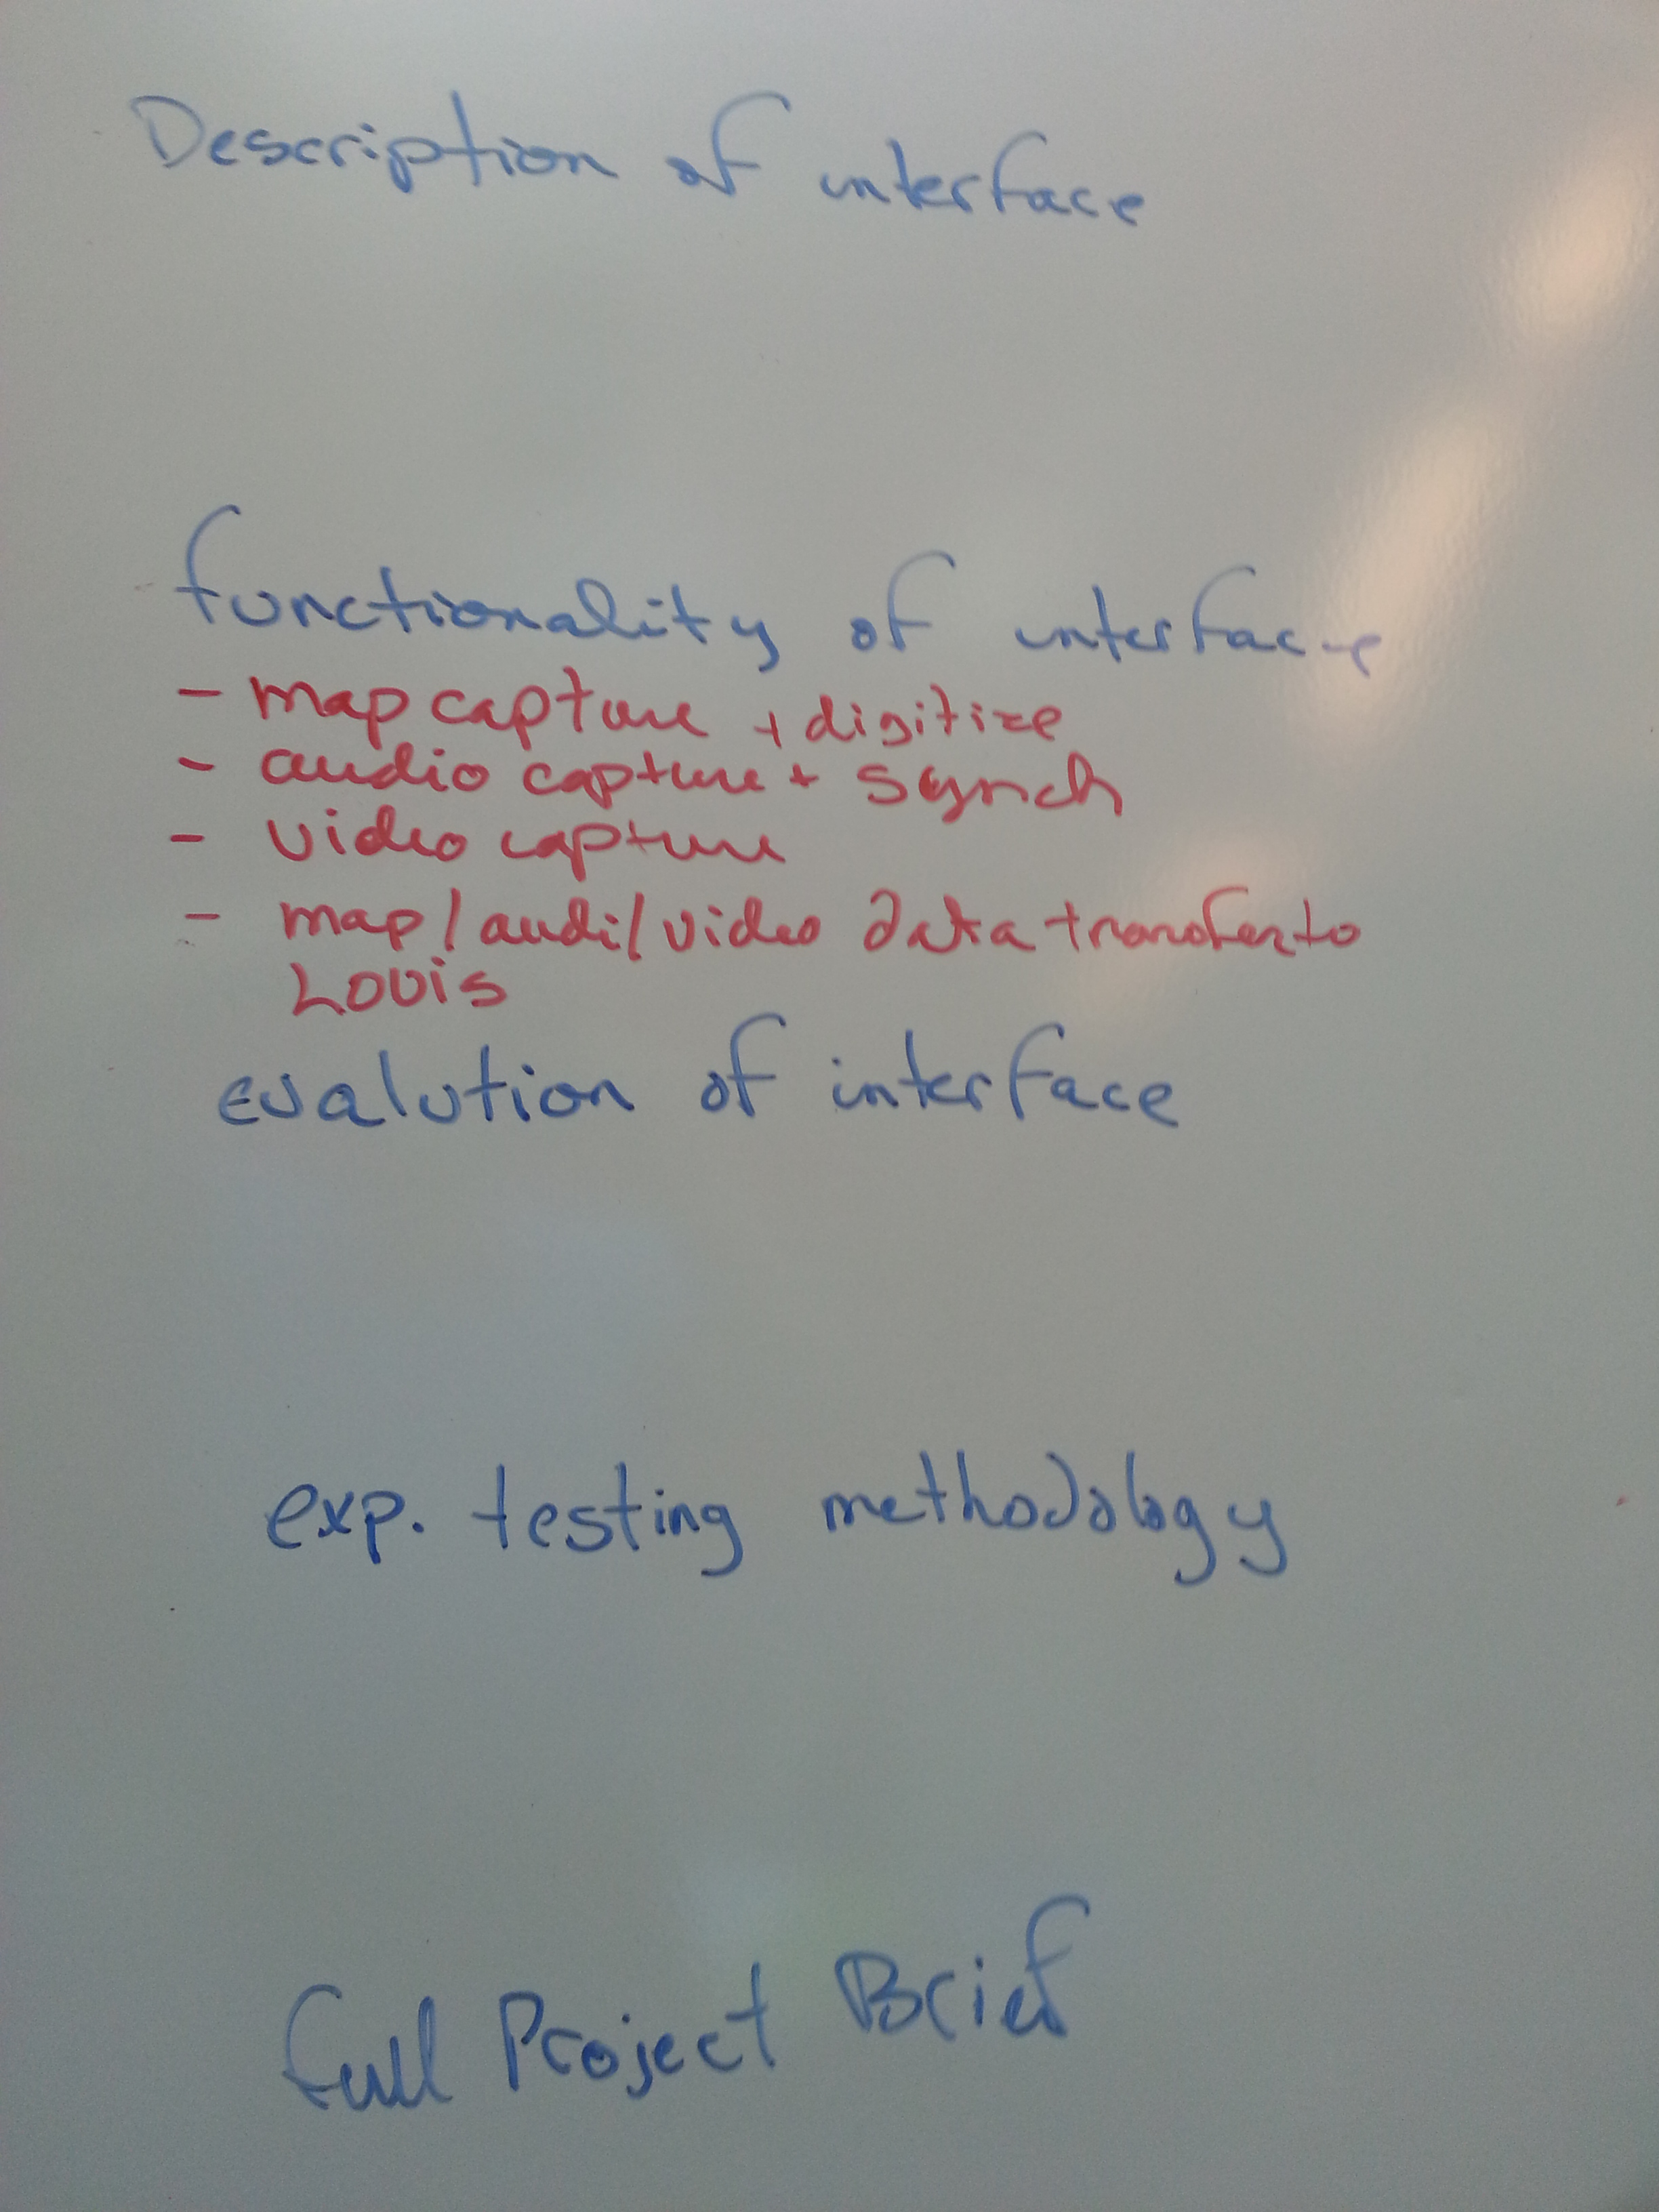 Description of interface
functionality of interface
- map capture + digitize
- audio capture + synch
- video capture
- map/audi/video data transfer to
Louis
evalution of interface
exp. testing methodology
full Project Brief